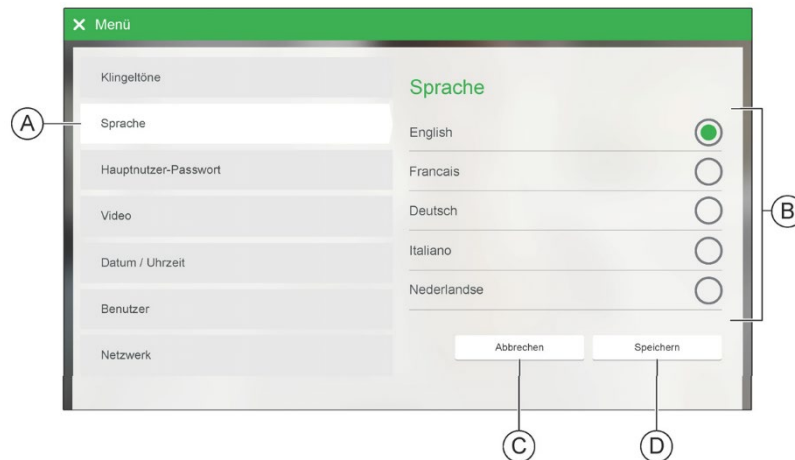 Menü
Klingeltöne
Sprache
Hauptnutzer-Passwort
Video
Datum / Uhrzeit
Benutzer
Netzwerk
Sprache
English
Francais
Deutsch
Italiano
Nederlandse
Abbrechen
Speichern
A
B
C
D